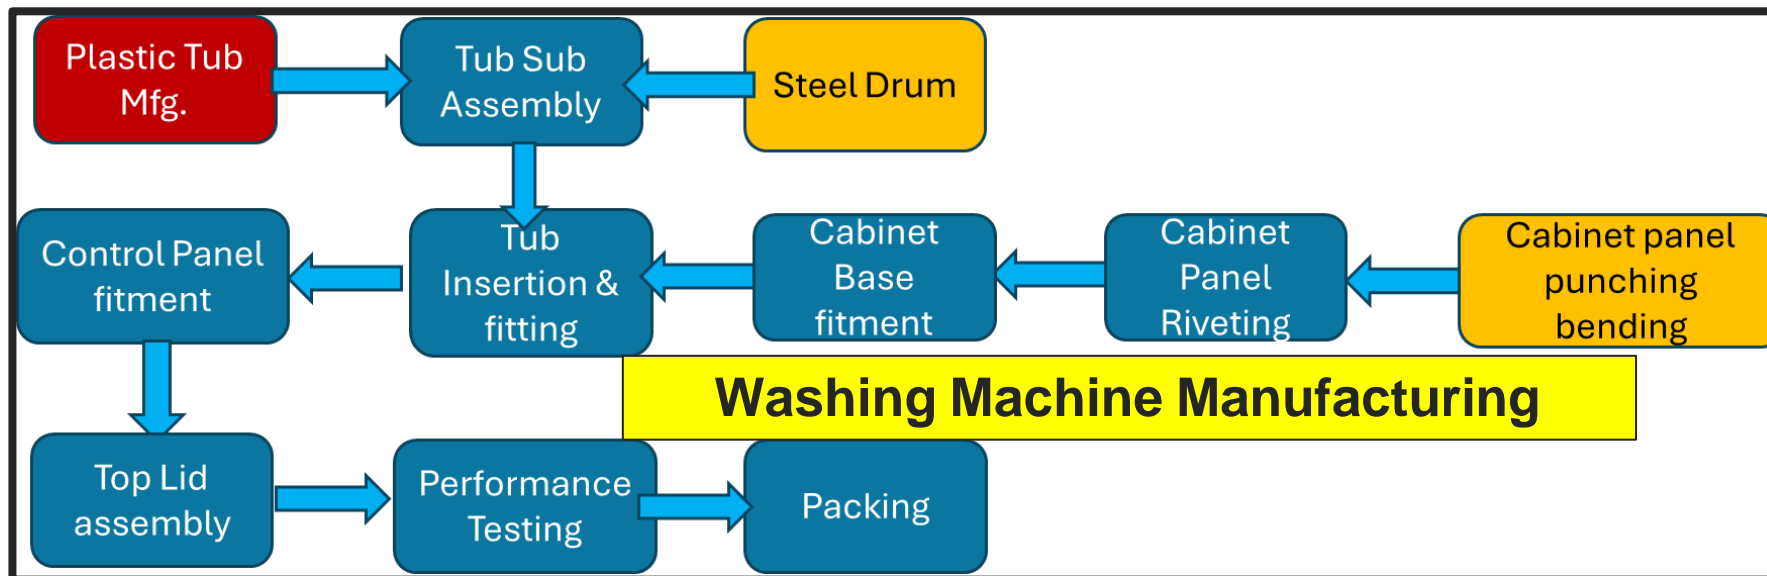 Plastic Tub
Mfg.
Tub Sub
Assembly
Steel Drum
Control Panel
fitment
Tub
Insertion &
fitting
Cabinet
Base
fitment
Cabinet
Panel
Riveting
Cabinet panel
punching
bending
Washing Machine Manufacturing
Top Lid
assembly
Performance
Testing
Packing